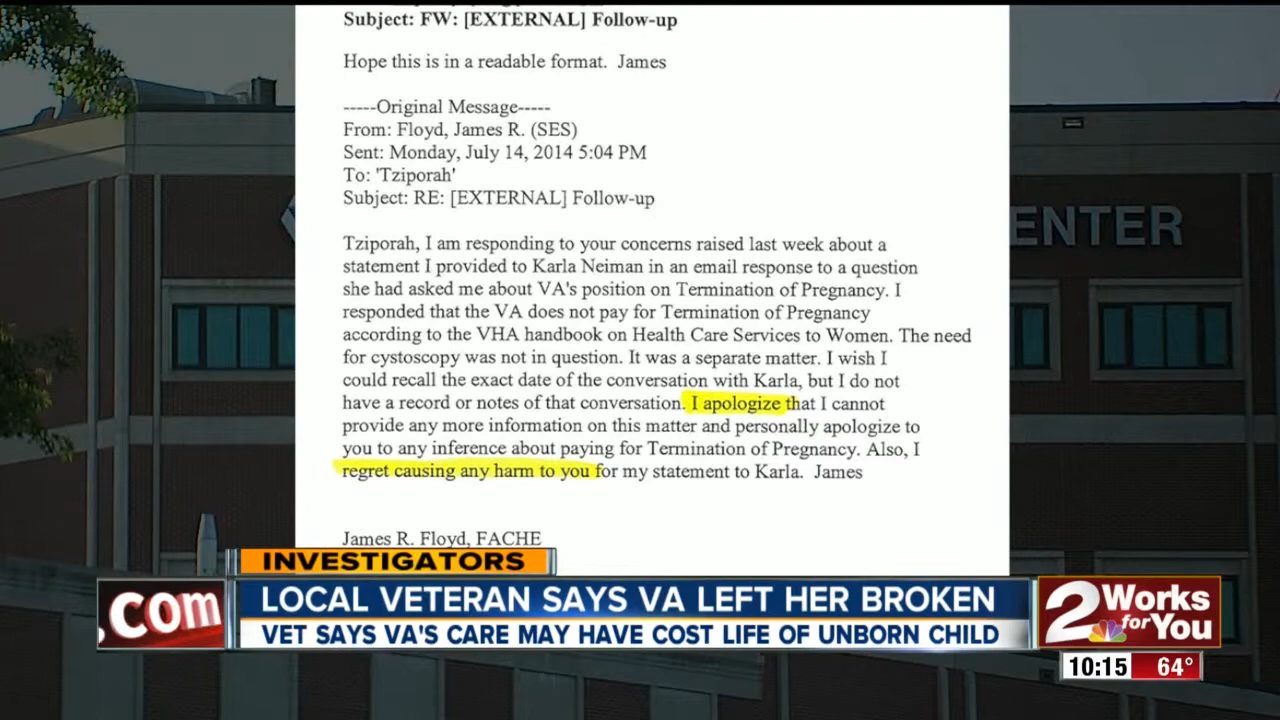 Subject: FW: [EXTERNAL] Follow-up
Hope this is in a readable format.  James
-----Original Message-----
From: Floyd, James R. (SES)
Sent: Monday, July 14, 2014 5:04 PM
To: 'Tziporah'
Subject: RE: [EXTERNAL] Follow-up
Tziporah, I am responding to your concerns raised last week about a
statement I provided to Karla Neiman in an email response to a question
she had asked me about VA's position on Termination of Pregnancy. I
responded that the VA does not pay for Termination of Pregnancy
according to the VHA handbook on Health Care Services to Women. The need
for cystoscopy was not in question. It was a separate matter. I wish I
could recall the exact date of the conversation with Karla, but I do not
have a record or notes of that conversation. I apologize that I cannot
provide any more information on this matter and personally apologize to
you to any inference about paying for Termination of Pregnancy. Also, I
regret causing any harm to you for my statement to Karla.  James
James R. Floyd, FACHE
ENTER
INVESTIGATORS
LOCAL VETERAN SAYS VA LEFT HER BROKEN
VET SAYS VA'S CARE MAY HAVE COST LIFE OF UNBORN CHILD
.COM
2 Works for You
10:15 64°